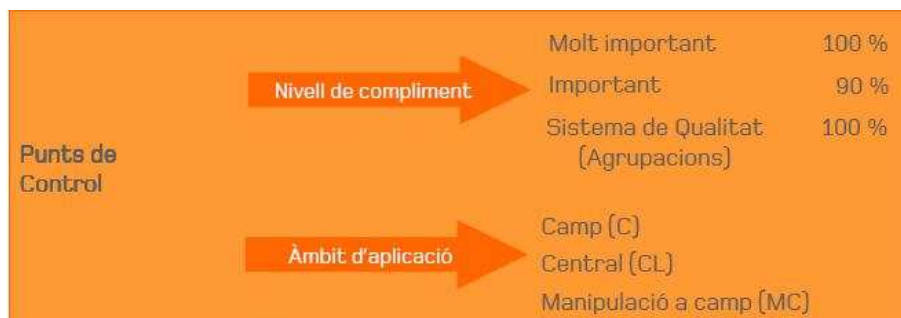 Punts de
Control
Nivell de compliment
Molt important 100 %
Important 90 %
Sistema de Qualitat 100 %
(Agrupacions)
Àmbit d'aplicació
Camp (C)
Central (CL)
Manipulació a camp (MC)